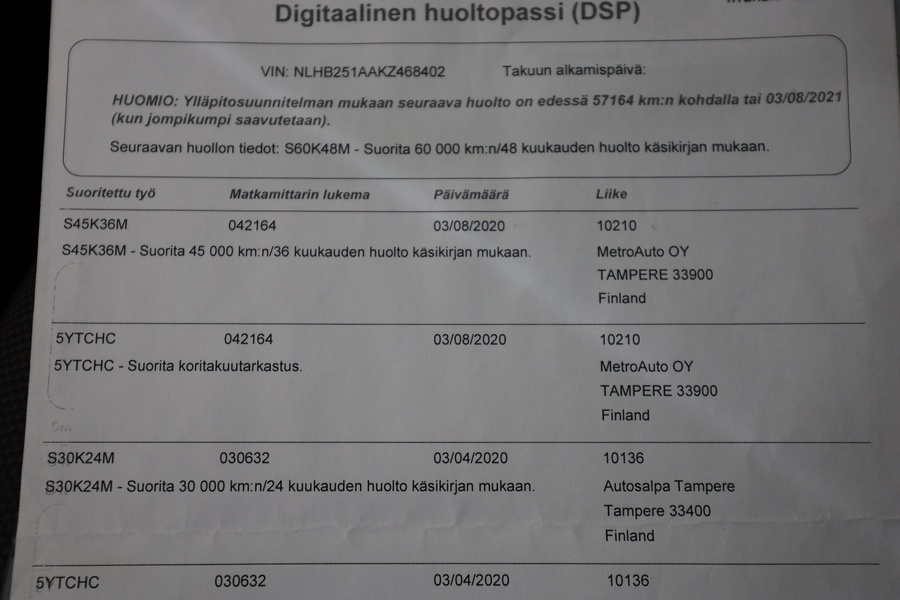 Digitaalinen huoltopassi (DSP)
VIN: NLHB251AAKZ468402 Takuun alkamispäivä:
HUOMIO: Ylläpitosuunnitelman mukaan seuraava huolto on edessä 57164 km:n kohdalla tai 03/08/2021
(kun jompikumpi saavutetaan).
Seuraavan huollon tiedot: S60K48M - Suorita 60 000 km:n/48 kuukauden huolto käsikirjan mukaan.
Suoritettu työ Matkamittarin lukema Päivämäärä Liike
S45K36M 042164 03/08/2020 10210
S45K36M - Suorita 45 000 km:n/36 kuukauden huolto käsikirjan mukaan. MetroAuto OY
TAMPERE 33900
Finland
5YTCHC 042164 03/08/2020 10210
5YTCHC - Suorita koritakuutarkastus. MetroAuto OY
TAMPERE 33900
Finland
S30K24M 030632 03/04/2020 10136
S30K24M - Suorita 30 000 km:n/24 kuukauden huolto käsikirjan mukaan. Autosalpa Tampere
Tampere 33400
Finland
5YTCHC 030632 03/04/2020 10136